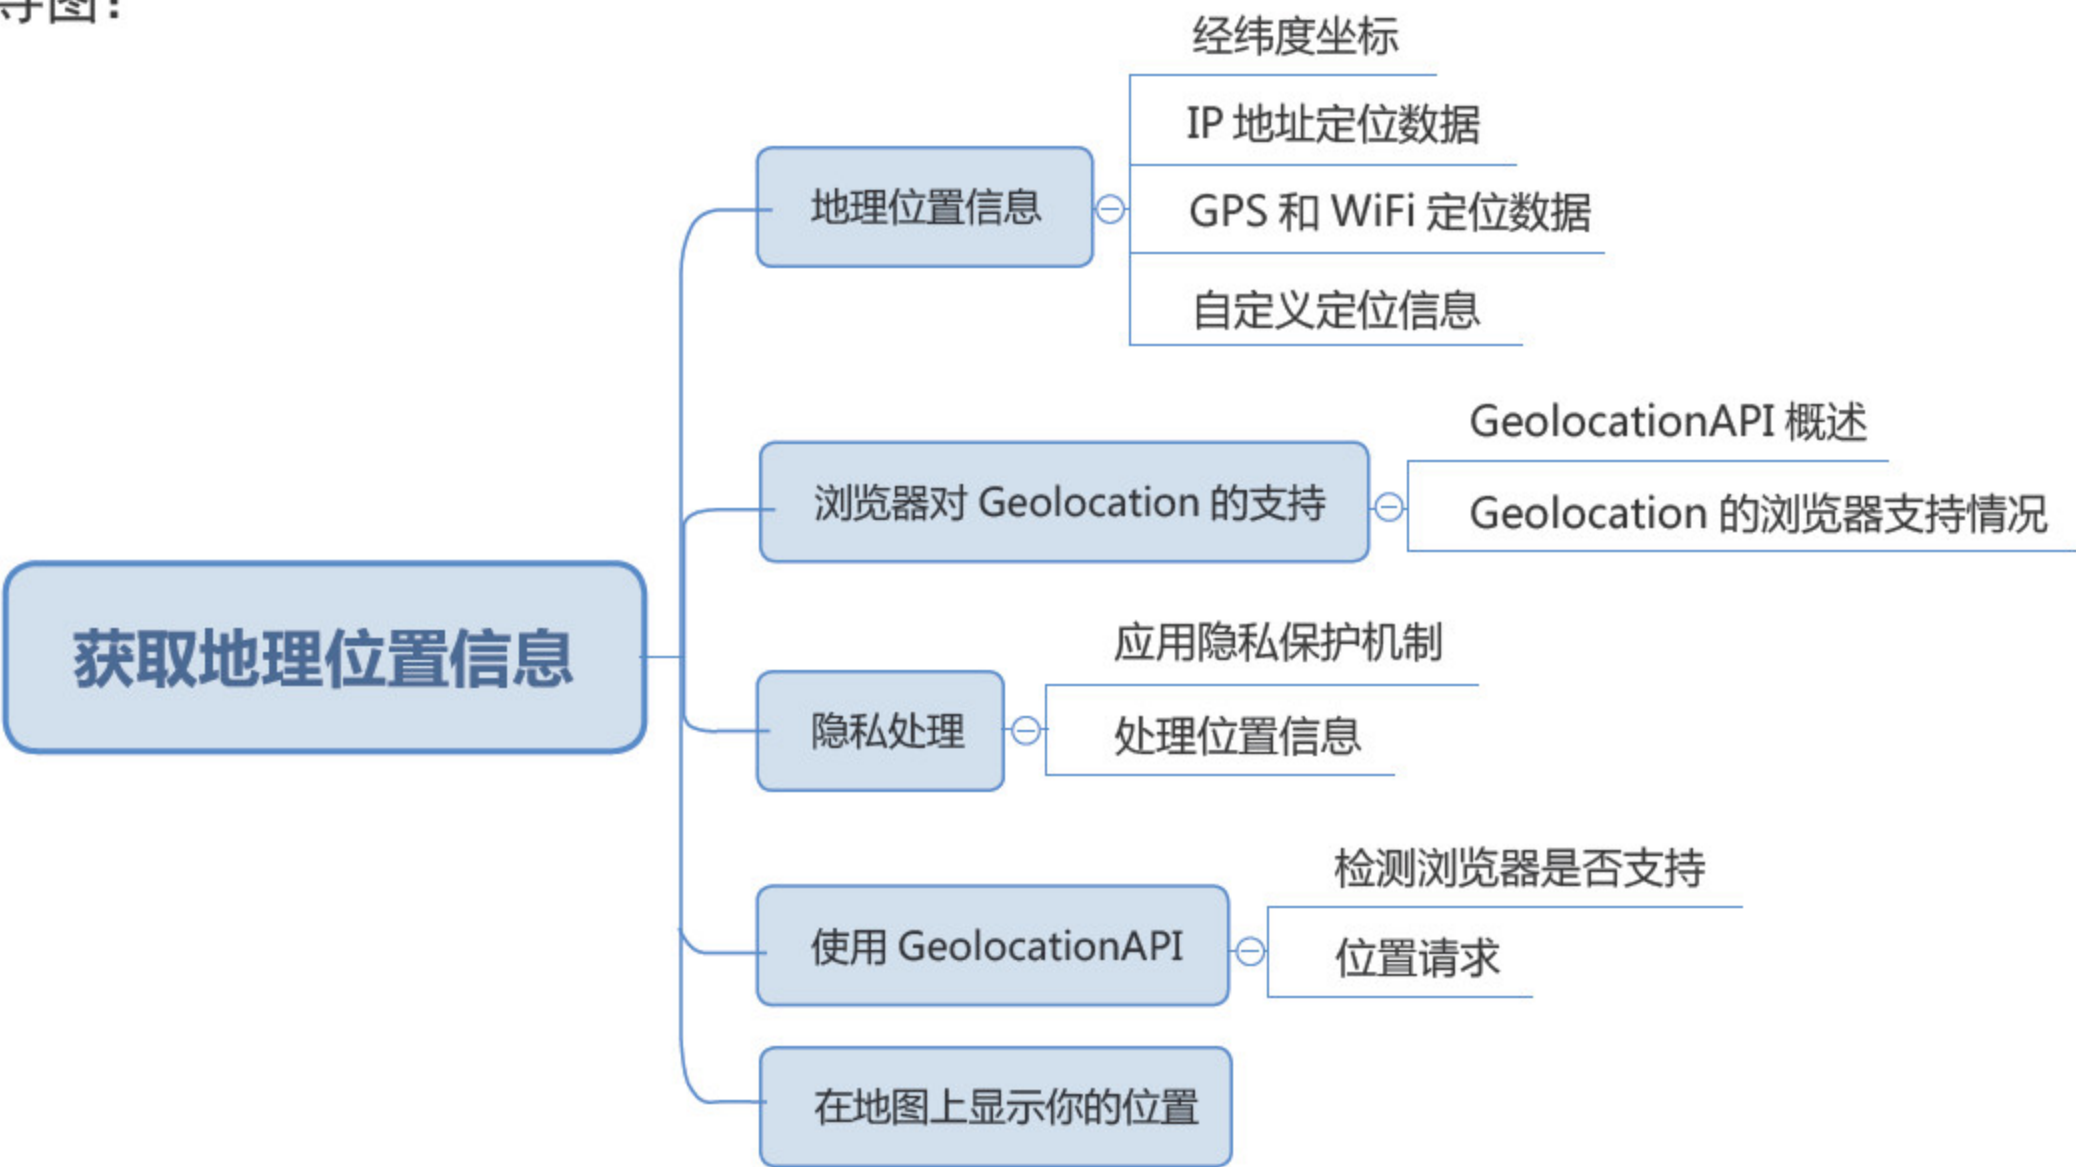 导图：
经纬度坐标
IP 地址定位数据
地理位置信息
GPS 和 WiFi 定位数据
自定义定位信息
GeolocationAPI 概述
浏览器对 Geolocation 的支持
Geolocation 的浏览器支持情况
获取地理位置信息
应用隐私保护机制
隐私处理
处理位置信息
检测浏览器是否支持
使用 GeolocationAPI
位置请求
在地图上显示你的位置